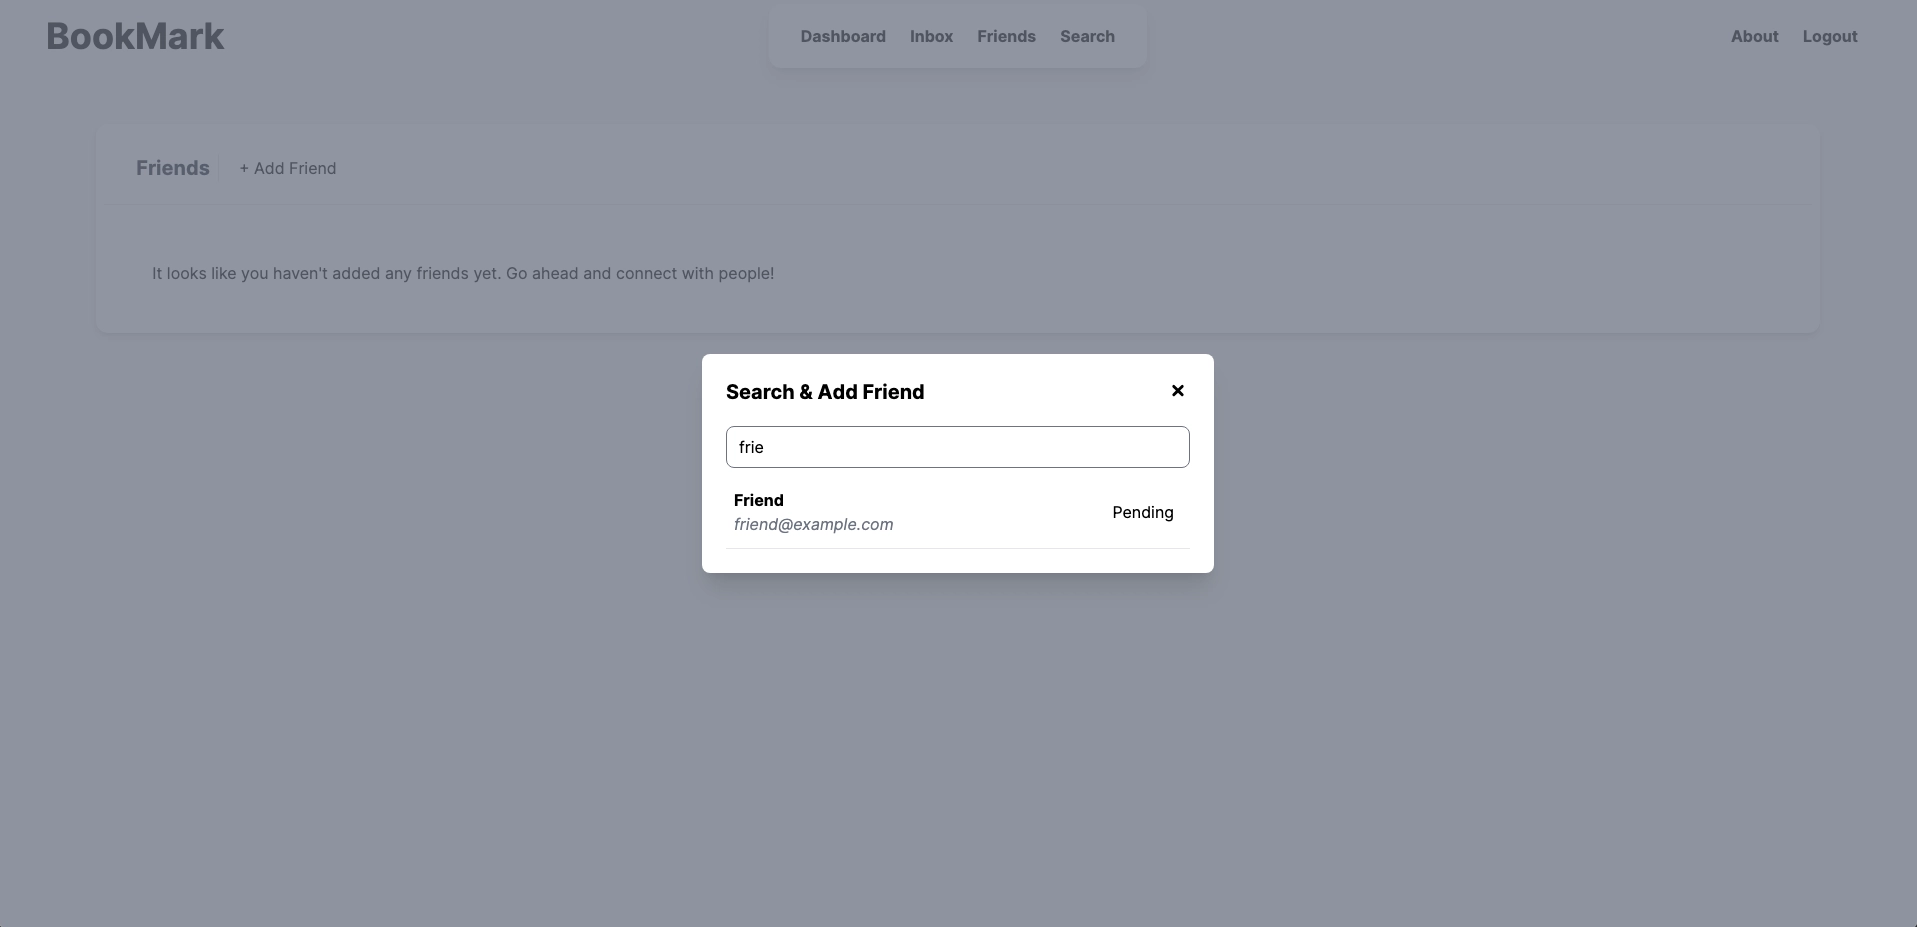 BookMark
Dashboard Inbox Friends Search
About Logout
Friends
+ Add Friend
It looks like you haven't added any friends yet. Go ahead and connect with people!
Search & Add Friend
×
frie
Friend
friend@example.com
Pending